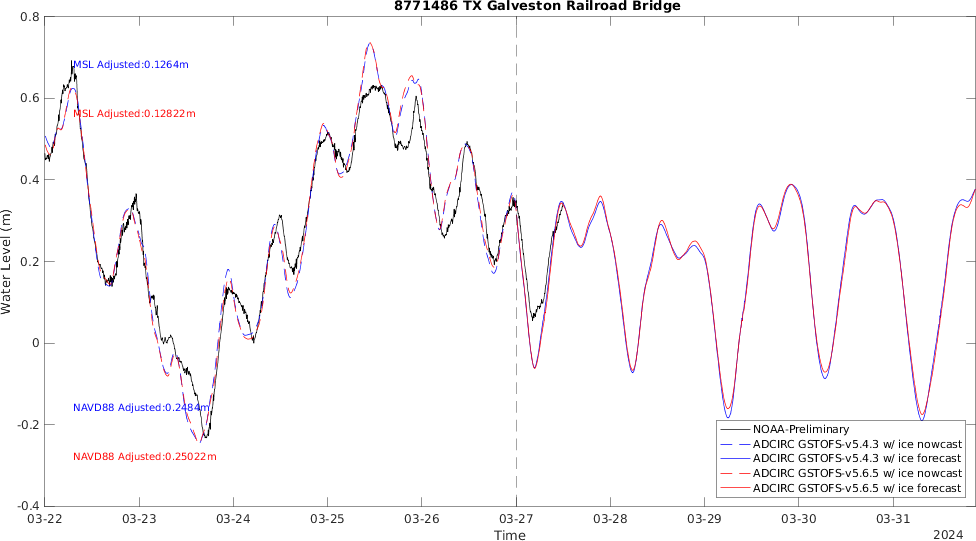 8771486 TX Galveston Railroad Bridge
0.8
0.6
0.4
0.2
0
-0.2
-0.4
Water Level (m)
MSL Adjusted:0.1264m
MSL Adjusted:0.12822m
NAVD88 Adjusted:0.2484m
NAVD88 Adjusted:0.25022m
NOAA-Preliminary
ADCIRC GSTOFS-v5.4.3 w/ ice nowcast
ADCIRC GSTOFS-v5.4.3 w/ ice forecast
ADCIRC GSTOFS-v5.6.5 w/ ice nowcast
ADCIRC GSTOFS-v5.6.5 w/ ice forecast
03-22 03-23 03-24 03-25 03-26 03-27 03-28 03-29 03-30 03-31
Time
2024